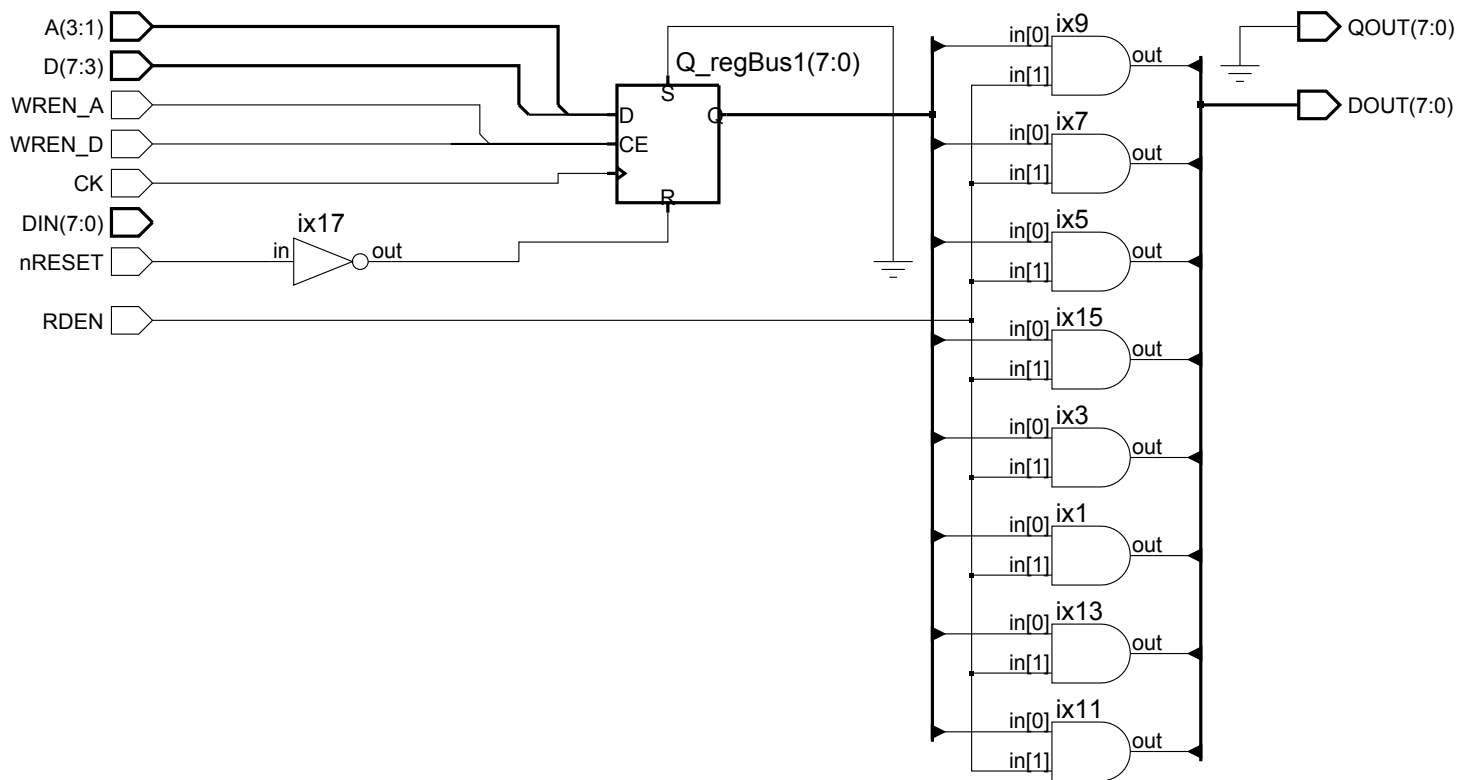 A(3:1)
D(7:3)
WREN_A
WREN_D
CK
DIN(7:0)
nRESET
RDEN
ix17
in
out
Q_regBus1(7:0)
S
D
Q
CE
R
ix9
in[0]
in[1]
out
ix7
in[0]
in[1]
out
ix5
in[0]
in[1]
out
ix15
in[0]
in[1]
out
ix3
in[0]
in[1]
out
ix1
in[0]
in[1]
out
ix13
in[0]
in[1]
out
ix11
in[0]
in[1]
out
QOUT(7:0)
DOUT(7:0)